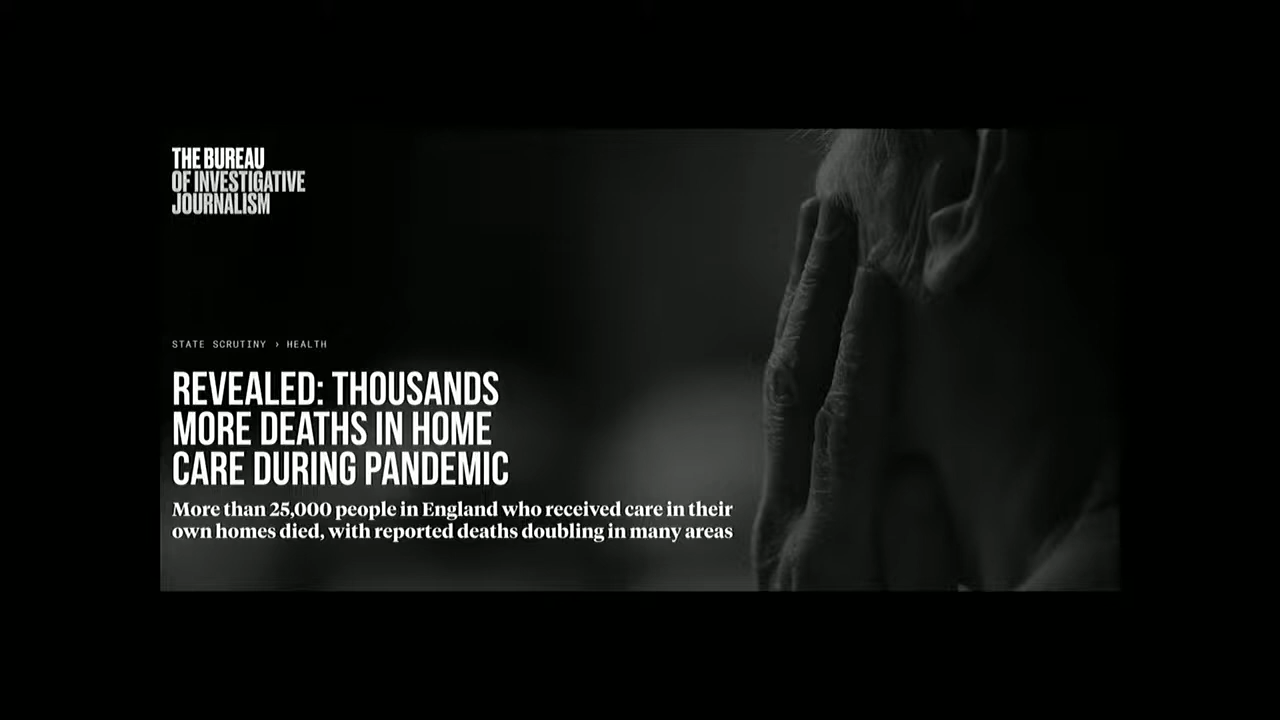 THE BUREAU
OF INVESTIGATIVE
JOURNALISM
STATE SCRUTINY › HEALTH
REVEALED: THOUSANDS
MORE DEATHS IN HOME
CARE DURING PANDEMIC
More than 25,000 people in England who received care in their
own homes died, with reported deaths doubling in many areas